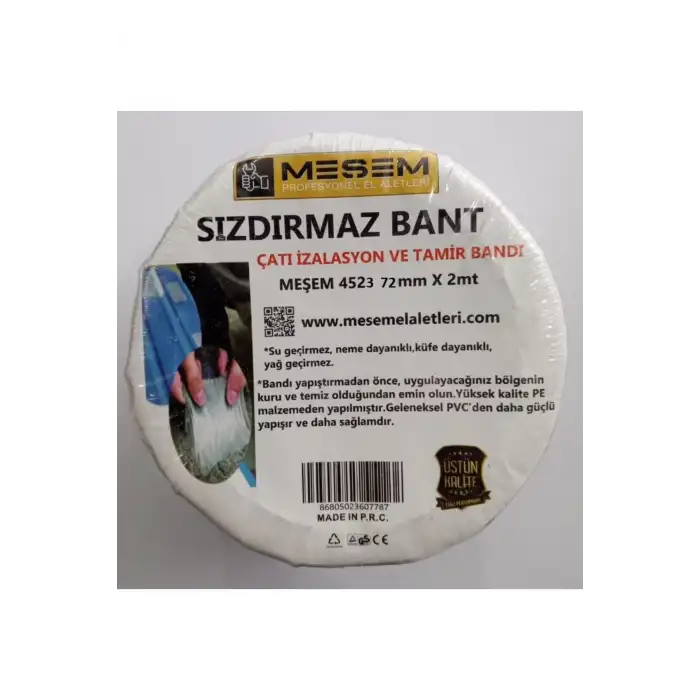 MESEM
PROFESYONEL EL ALETLERİ
SIZDIRMAZ BANT
ÇATI İZALASYON VE TAMİR BANDI
MEŞEM 4523 72mm X 2mt
www.mesemelaletleri.com
*Su geçirmez, neme dayanıklı,küfe dayanıklı,
yağ geçirmez.
*Bandı yapıştırmadan önce, uygulayacağınız bölgenin
kuru ve temiz olduğundan emin olun.Yüksek kalite PE
malzemeden yapılmıştır.Geleneksel PVC'den daha güçlü
yapışır ve daha sağlamdır.
ÜSTÜN
KALİTE
8680502360778​7
MADE IN P.R.C.
GS CE